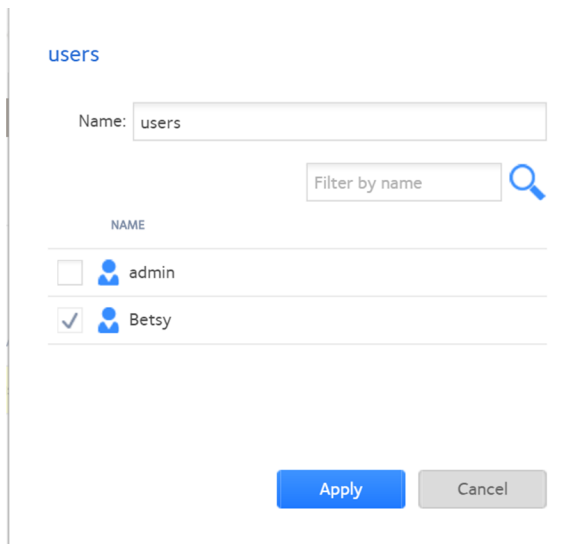 users
Name: users
Filter by name
NAME
admin
Betsy
Apply Cancel